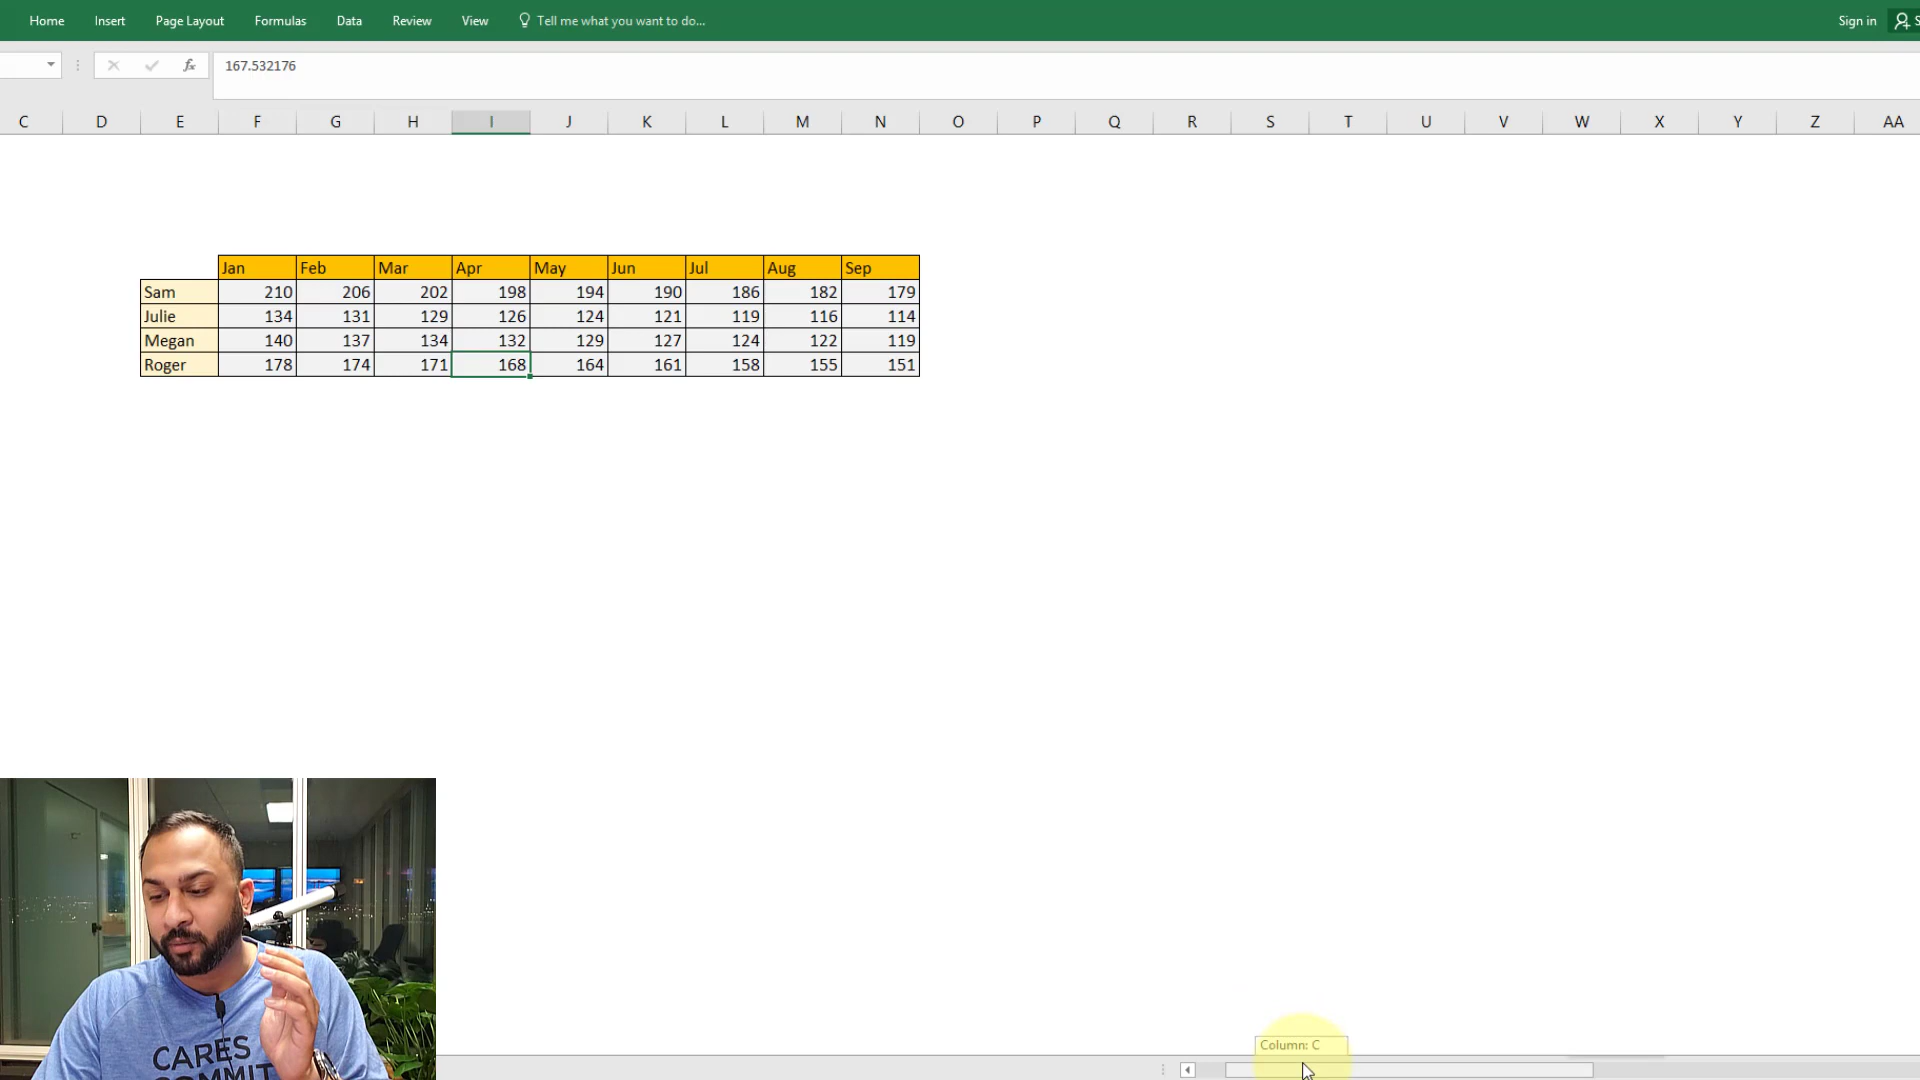 Home Insert Page Layout Formulas Data Review View Tell me what you want to do... Sign in S
fx 167.532176
C D E F G H I J K L M N O P Q R S T U V W X Y Z AA
Jan Feb Mar Apr May Jun Jul Aug Sep
Sam 210 206 202 198 194 190 186 182 179
Julie 134 131 129 126 124 121 119 116 114
Megan 140 137 134 132 129 127 124 122 119
Roger 178 174 171 168 164 161 158 155 151
CARES
COMMIT
Column: C